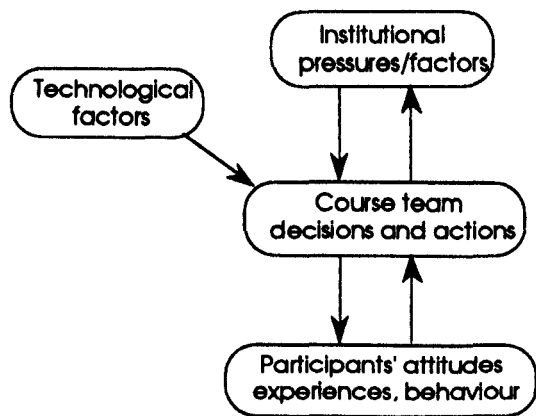 Institutional
pressures/factors
Technological
factors
Course team
decisions and actions
Participants' attitudes
experiences, behaviour